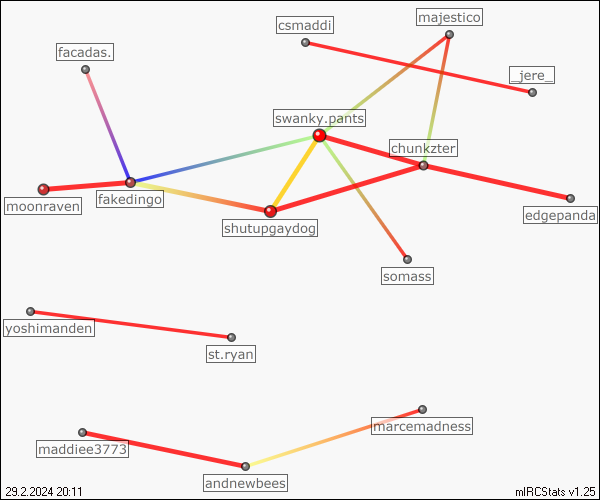 csmaddi
majestico
facadas.
_jere_
swanky.pants
chunkzter
moonraven
fakedingo
edgepanda
shutupgaydog
somass
yoshimanden
st.ryan
marcemadness
maddiee3773
andnewbees
29.2.2024 20:11
mIRCStats v1.25